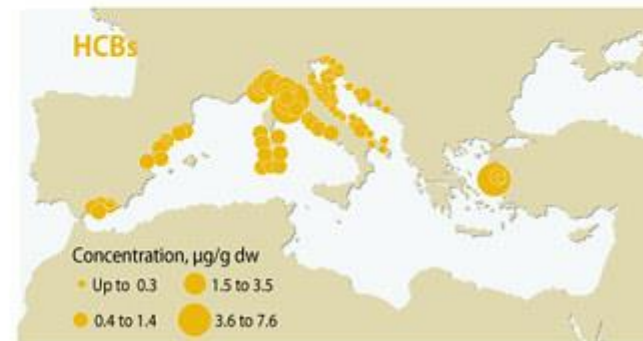 HCBs
Concentration, µg/g dw
Up to 0.3
1.5 to 3.5
0.4 to 1.4
3.6 to 7.6